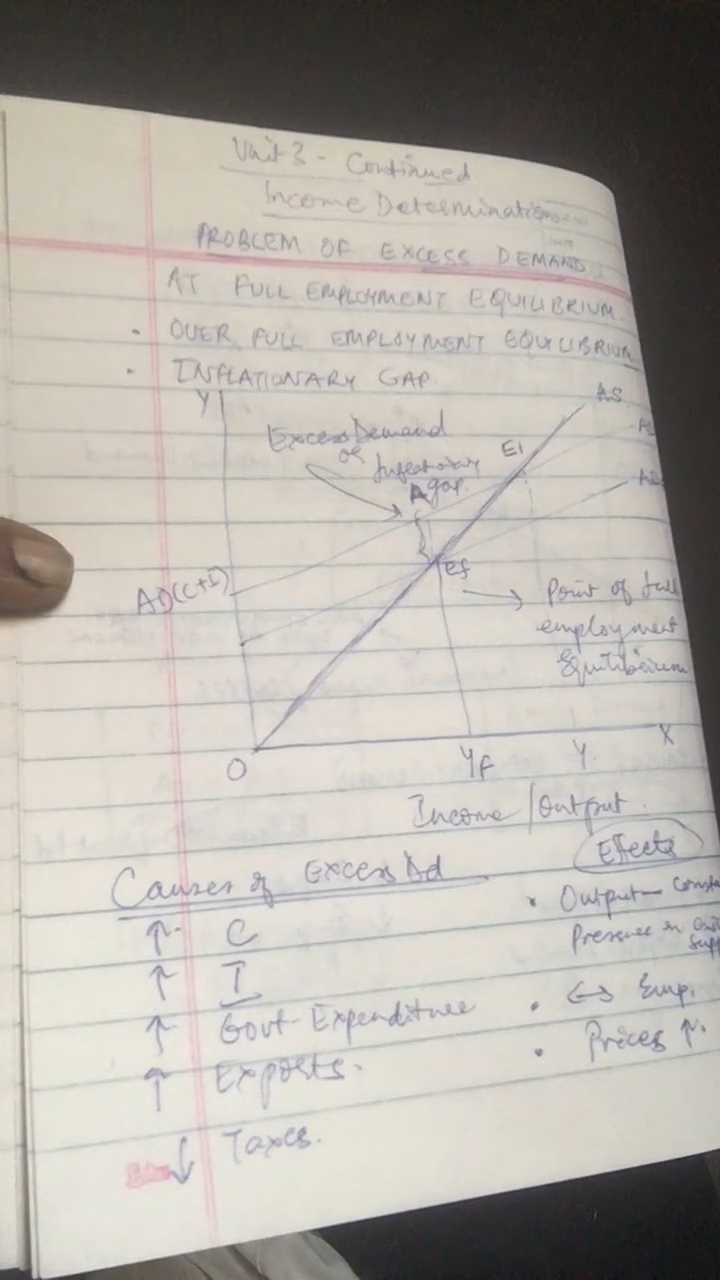 Unit 3 - Continued
Income Determination
PROBLEM OF EXCESS DEMAND
AT FULL EMPLOYMENT EQUILIBRIUM.
• OVER FULL EMPLOYMENT EQUILIBRIUM
• INFLATIONARY GAP.
Y
AS
Excess Demand
or
Inflationary
gap.
A
E1
AD(C+I)
Ef
Point of full
employment
Equilibrium
O
Yf
Y
X
Income/Output.
Causes of Excess Ad
↑ C
↑ I
↑ Govt Expenditure
↑ Exports.
↓ Taxes.
Effects
• Output -
Pressure on
• ↔ Emp.
• Prices ↑.